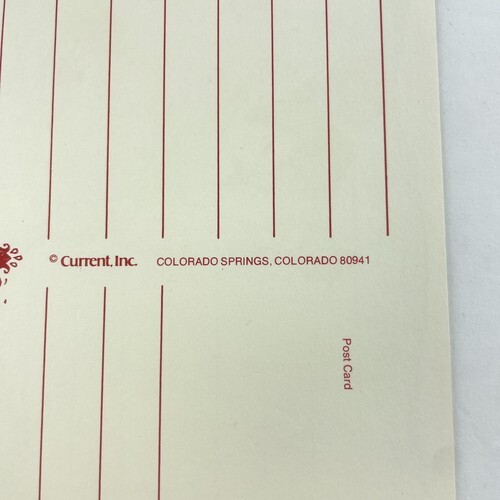 © Current, Inc. COLORADO SPRINGS, COLORADO 80941
Post Card